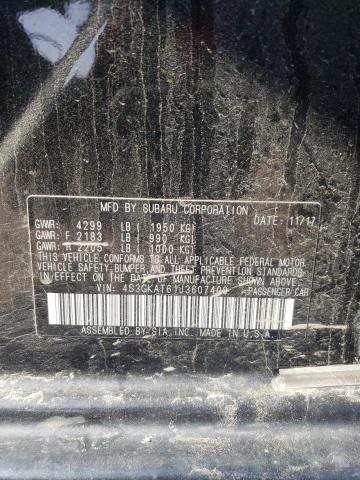 MFD BY SUBARU CORPORATION
GVWR: 4299 LB ( 1950 KG) DATE: 11/17
GAWR: F 2183 LB ( 990 KG)
GAWR: R 2205 LB ( 1000 KG)
THIS VEHICLE CONFORMS TO ALL APPLICABLE FEDERAL MOTOR
VEHICLE SAFETY, BUMPER, AND THEFT PREVENTION STANDARDS
IN EFFECT ON THE DATE OF MANUFACTURE SHOWN ABOVE.
VIN: 4S3GKAT61J3607409 PASSENGER CAR
ASSEMBLED BY SIA, INC. MADE IN U.S.A.